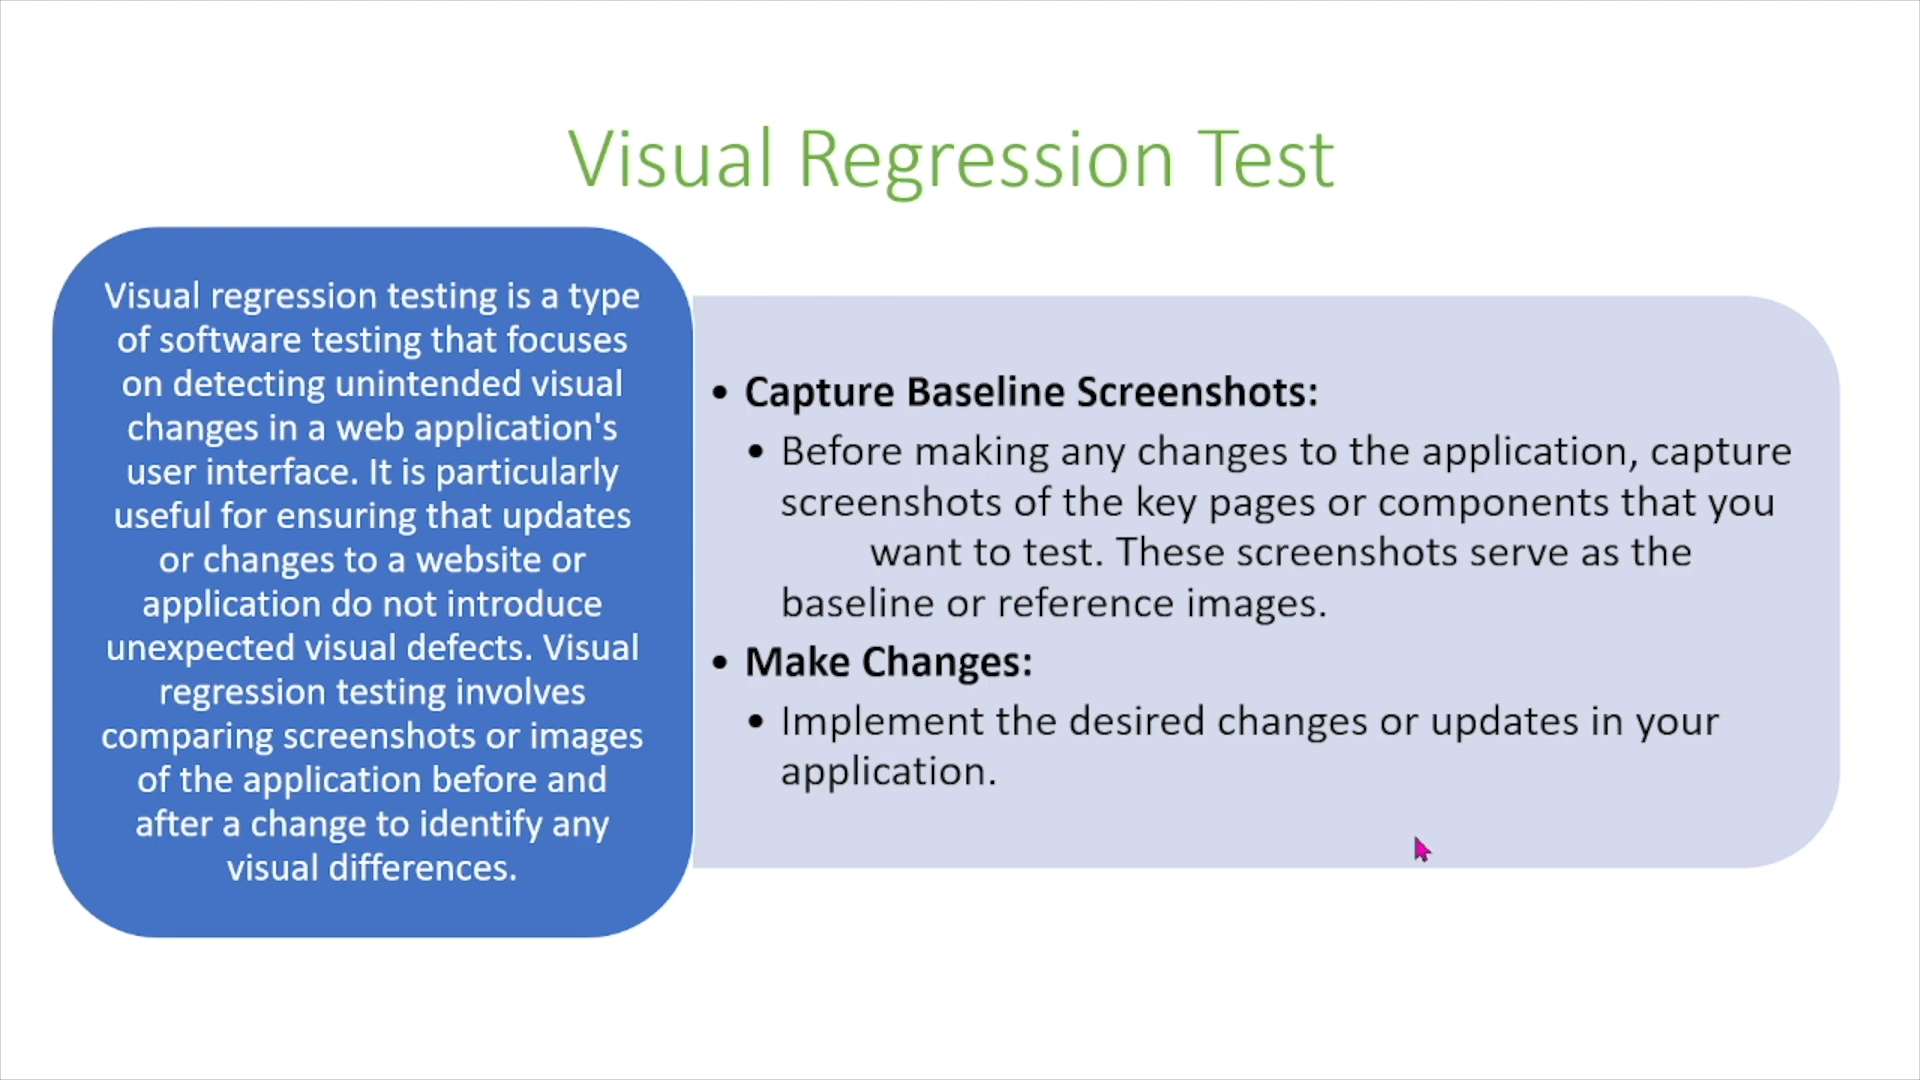 Visual Regression Test
Visual regression testing is a type
of software testing that focuses
on detecting unintended visual
changes in a web application's
user interface. It is particularly
useful for ensuring that updates
or changes to a website or
application do not introduce
unexpected visual defects. Visual
regression testing involves
comparing screenshots or images
of the application before and
after a change to identify any
visual differences.
• Capture Baseline Screenshots:
• Before making any changes to the application, capture
screenshots of the key pages or components that you
want to test. These screenshots serve as the
baseline or reference images.
• Make Changes:
• Implement the desired changes or updates in your
application.